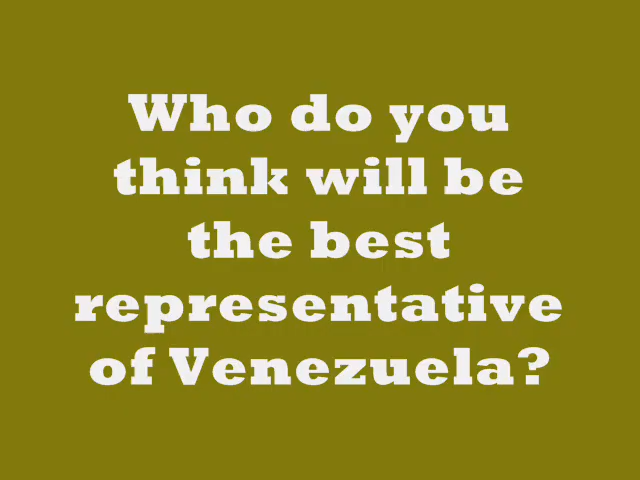 Who do you
think will be
the best
representative
of Venezuela?